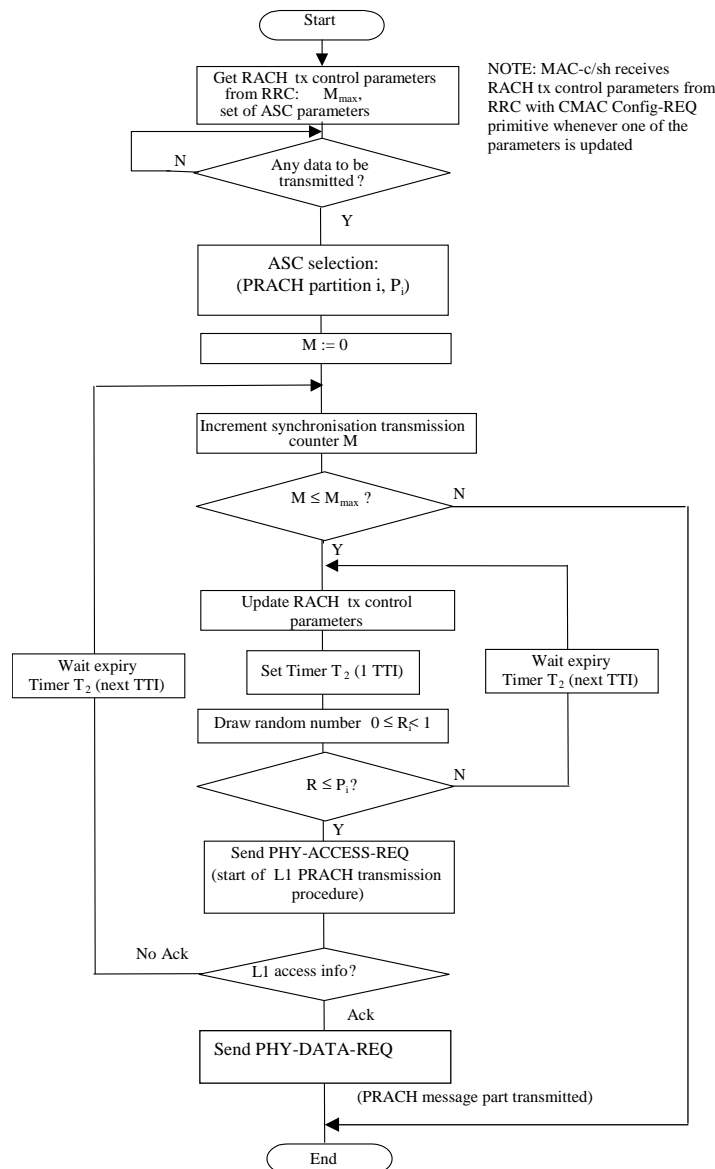 Start
Get RACH tx control parameters
from RRC: Mmax,
set of ASC parameters
NOTE: MAC-c/sh receives
RACH tx control parameters from
RRC with CMAC Config-REQ
primitive whenever one of the
parameters is updated
N
Any data to be
transmitted ?
Y
ASC selection:
(PRACH partition i, Pi)
M := 0
Increment synchronisation transmission
counter M
M ≤ Mmax ?
N
Y
Update RACH tx control
parameters
Wait expiry
Timer T2 (next TTI)
Set Timer T2 (1 TTI)
Wait expiry
Timer T2 (next TTI)
Draw random number 0 ≤ Ri< 1
R ≤ Pi?
N
Y
Send PHY-ACCESS-REQ
(start of L1 PRACH transmission
procedure)
No Ack
L1 access info ?
Ack
Send PHY-DATA-REQ
(PRACH message part transmitted)
End